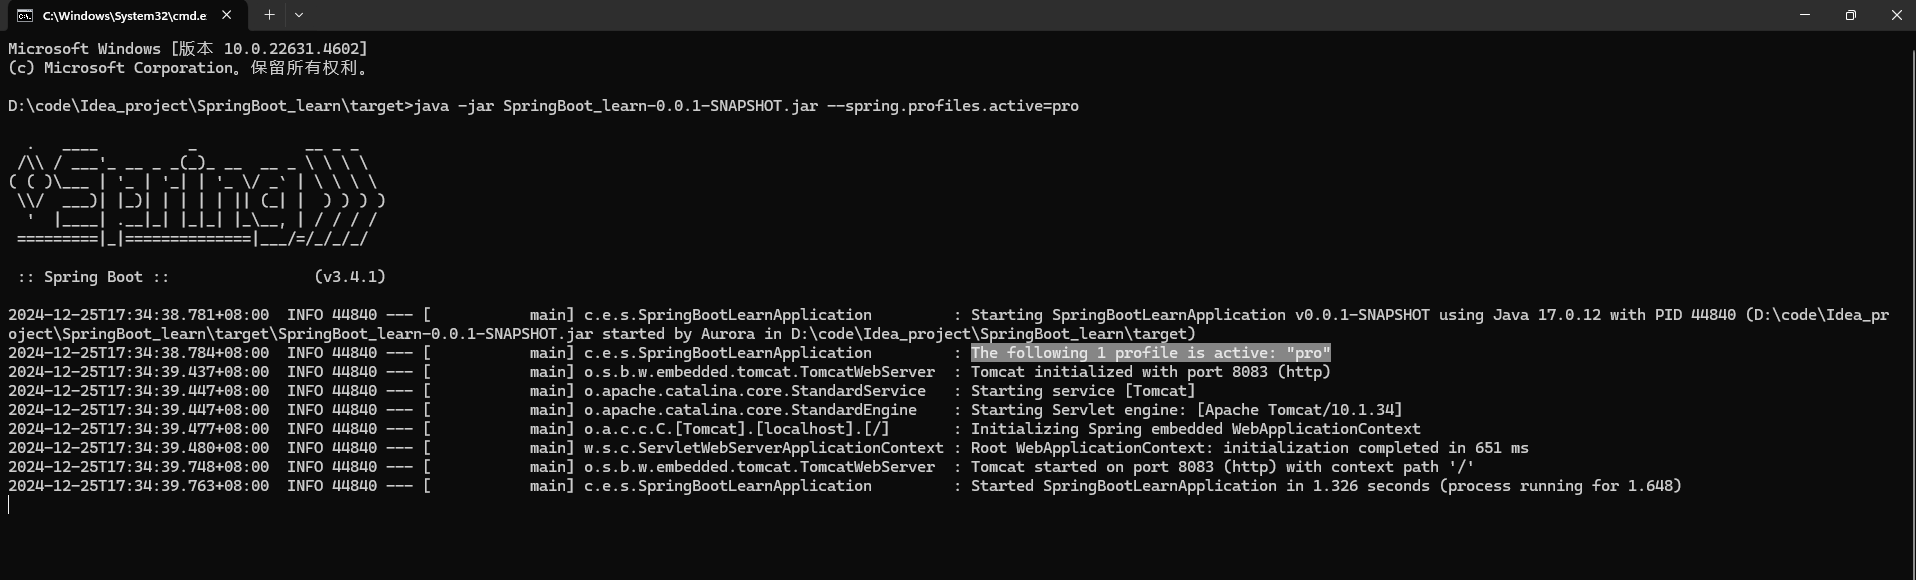 C:\Windows\System32\cmd.e
Microsoft Windows [版本 10.0.22631.4602]
(c) Microsoft Corporation。保留所有权利。
D:\code\Idea_project\SpringBoot_learn\target>java -jar SpringBoot_learn-0.0.1-SNAPSHOT.jar --spring.profiles.active=pro
  .   ____          _            __ _ _
 /\\ / ___'_ __ _ _(_)_ __  __ _ \ \ \ \
( ( )\___ | '_ | '_| | '_ \/ _` | \ \ \ \
 \\/  ___)| |_)| | | | | || (_| |  ) ) ) )
  '  |____| .__|_| |_|_| |_\__, | / / / /
 =========|_|==============|___/=/_/_/_/
 :: Spring Boot ::                (v3.4.1)
2024-12-25T17:34:38.781+08:00  INFO 44840 --- [           main] c.e.s.SpringBootLearnApplication         : Starting SpringBootLearnApplication v0.0.1-SNAPSHOT using Java 17.0.12 with PID 44840 (D:\code\Idea_pr
oject\SpringBoot_learn\target\SpringBoot_learn-0.0.1-SNAPSHOT.jar started by Aurora in D:\code\Idea_project\SpringBoot_learn\target)
2024-12-25T17:34:38.784+08:00  INFO 44840 --- [           main] c.e.s.SpringBootLearnApplication         : The following 1 profile is active: "pro"
2024-12-25T17:34:39.437+08:00  INFO 44840 --- [           main] o.s.b.w.embedded.tomcat.TomcatWebServer  : Tomcat initialized with port 8083 (http)
2024-12-25T17:34:39.447+08:00  INFO 44840 --- [           main] o.apache.catalina.core.StandardService   : Starting service [Tomcat]
2024-12-25T17:34:39.447+08:00  INFO 44840 --- [           main] o.apache.catalina.core.StandardEngine    : Starting Servlet engine: [Apache Tomcat/10.1.34]
2024-12-25T17:34:39.477+08:00  INFO 44840 --- [           main] o.a.c.c.C.[Tomcat].[localhost].[/]       : Initializing Spring embedded WebApplicationContext
2024-12-25T17:34:39.480+08:00  INFO 44840 --- [           main] w.s.c.ServletWebServerApplicationContext : Root WebApplicationContext: initialization completed in 651 ms
2024-12-25T17:34:39.748+08:00  INFO 44840 --- [           main] o.s.b.w.embedded.tomcat.TomcatWebServer  : Tomcat started on port 8083 (http) with context path '/'
2024-12-25T17:34:39.763+08:00  INFO 44840 --- [           main] c.e.s.SpringBootLearnApplication         : Started SpringBootLearnApplication in 1.326 seconds (process running for 1.648)